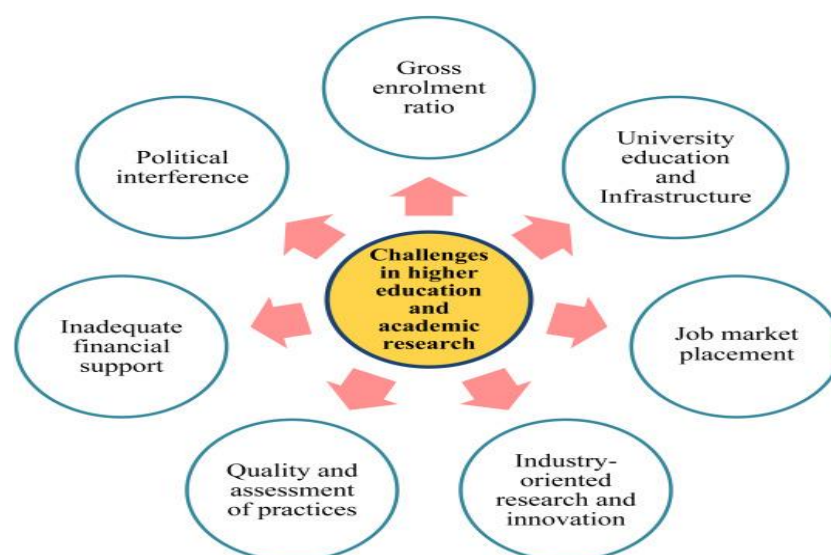 Gross
enrolment
ratio
University
education
and
Infrastructure
Job market
placement
Industry-
oriented
research and
innovation
Quality and
assessment
of practices
Inadequate
financial
support
Political
interference
Challenges
in higher
education
and
academic
research